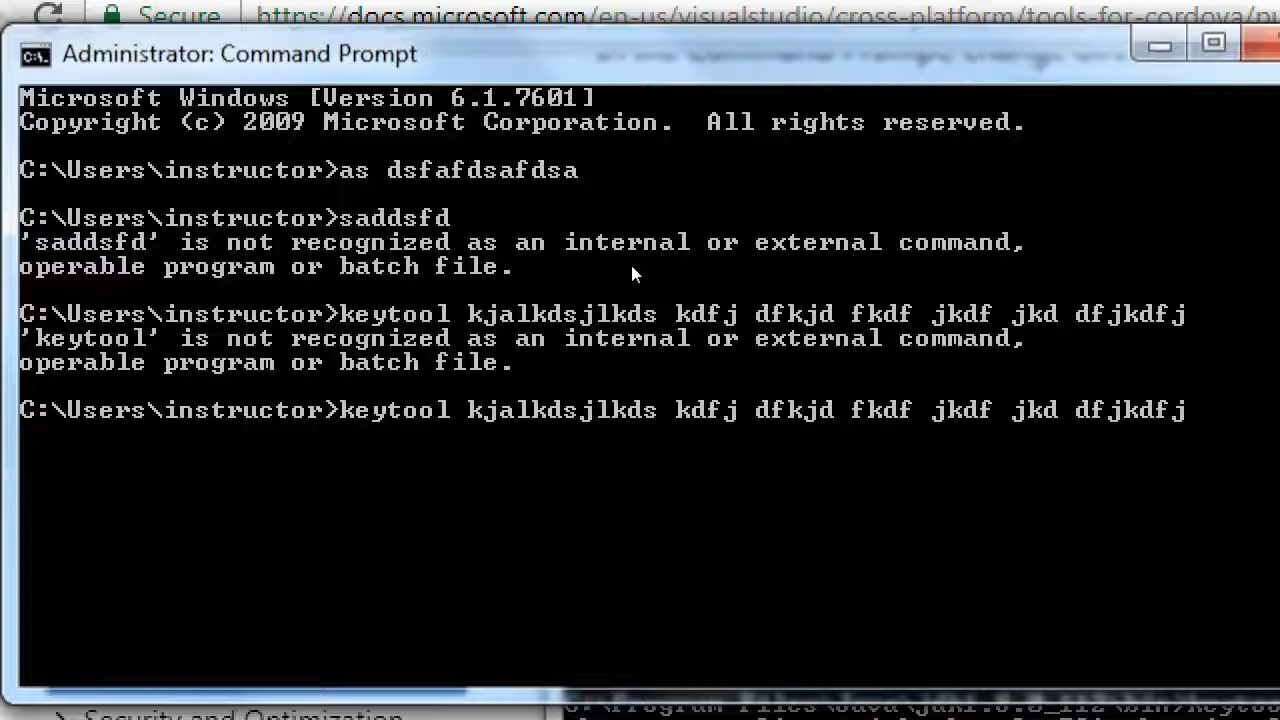 Secure https://docs.microsoft.com/en-us/visualstudio/cross-platform/tools-for-cordova/
Administrator: Command Prompt
Microsoft Windows [Version 6.1.7601]
Copyright (c) 2009 Microsoft Corporation.  All rights reserved.
C:\Users\instructor>as dsfafdsafdsa
C:\Users\instructor>saddsfd
'saddsfd' is not recognized as an internal or external command,
operable program or batch file.
C:\Users\instructor>keytool kjalkdsjlkds kdfj dfkjd fkdf jkdf jkd dfjkdfj
'keytool' is not recognized as an internal or external command,
operable program or batch file.
C:\Users\instructor>keytool kjalkdsjlkds kdfj dfkjd fkdf jkdf jkd dfjkdfj
Security and Optimization